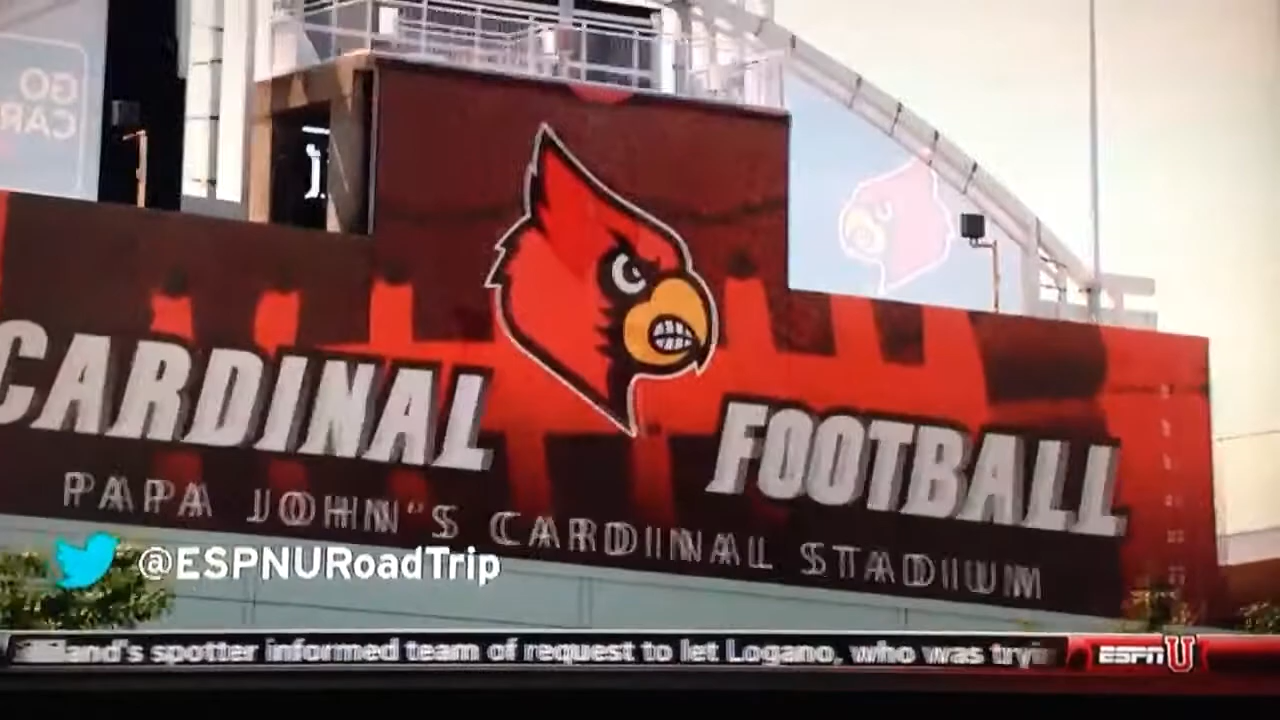 GO
CAR
CARDINAL FOOTBALL
PAPA JOHN'S CARDINAL STADIUM
@ESPNURoadTrip
spotter informed team of request to let Logano, who was
ESPN U